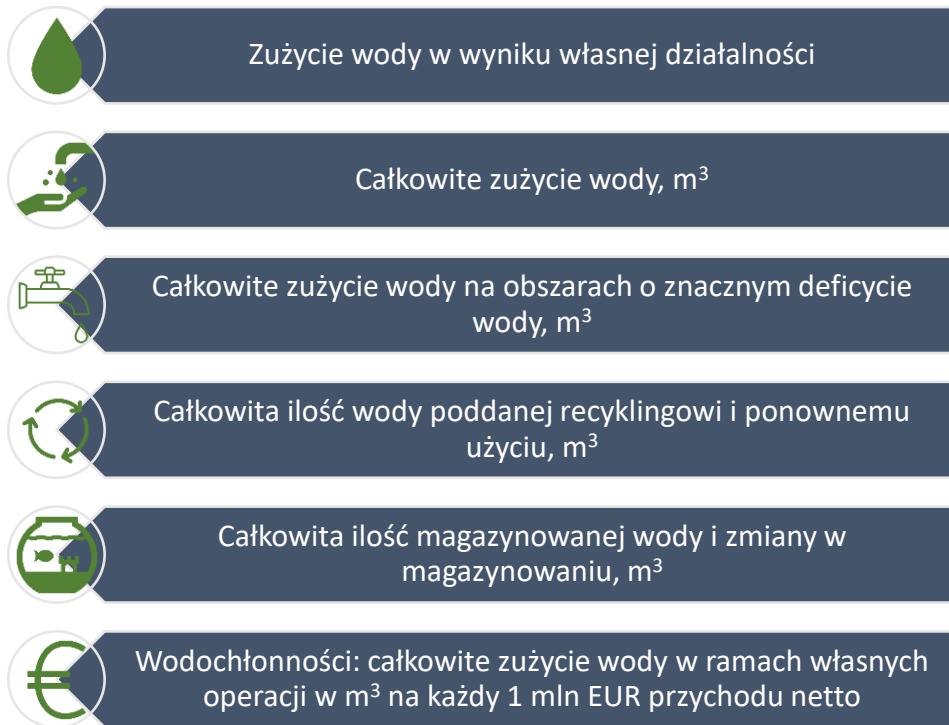 Zużycie wody w wyniku własnej działalności
Całkowite zużycie wody, m³
Całkowite zużycie wody na obszarach o znacznym deficycie
wody, m³
Całkowita ilość wody poddanej recyklingowi i ponownemu
użyciu, m³
Całkowita ilość magazynowanej wody i zmiany w
magazynowaniu, m³
Wodochłonności: całkowite zużycie wody w ramach własnych
operacji w m³ na każdy 1 mln EUR przychodu netto